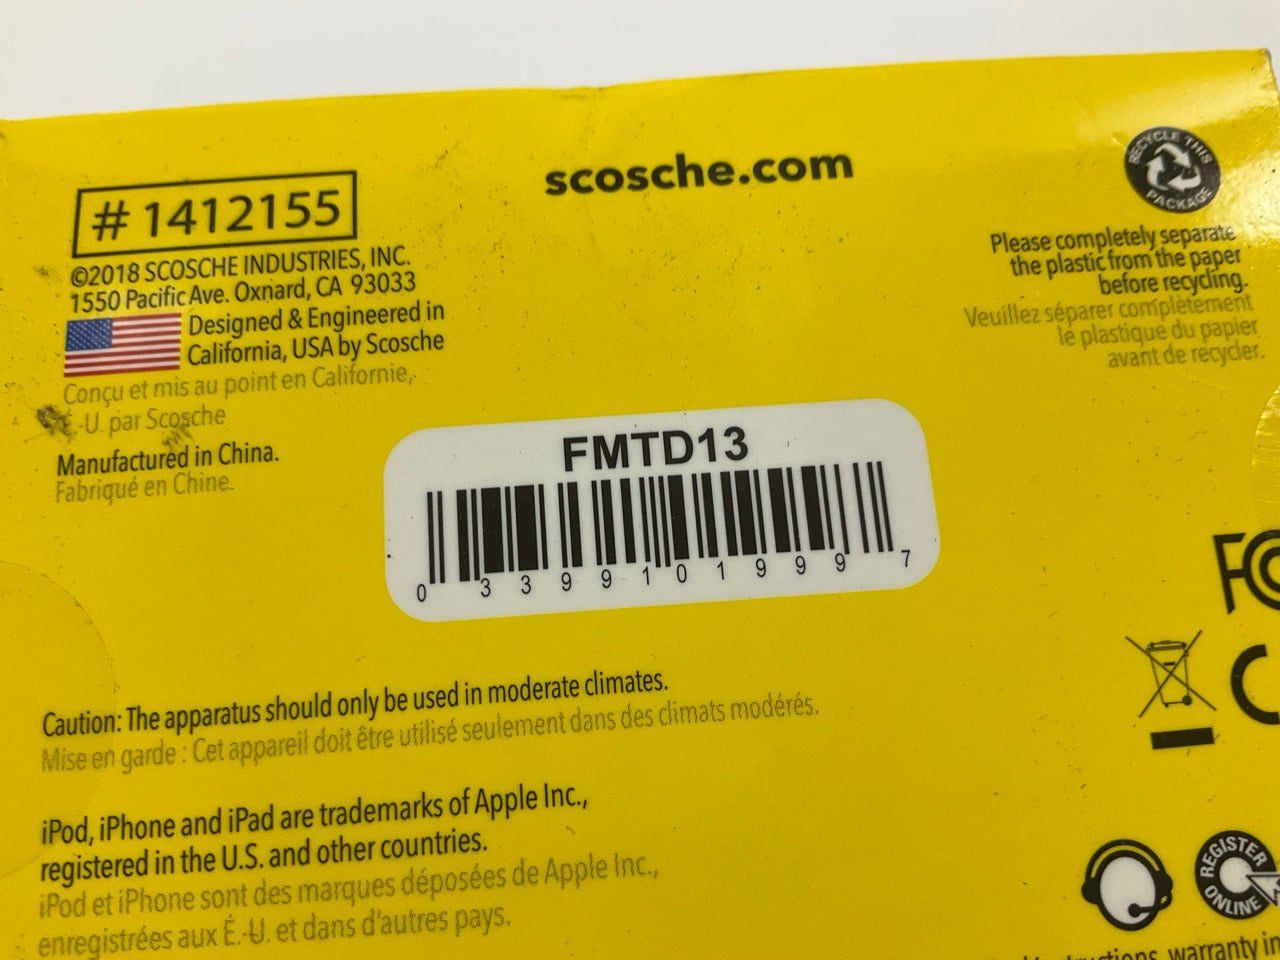 scosche.com
# 1412155
©2018 SCOSCHE INDUSTRIES, INC.
1550 Pacific Ave. Oxnard, CA 93033
Designed & Engineered in
California, USA by Scosche
Conçu et mis au point en Californie,
É.-U. par Scosche
Manufactured in China.
Fabriqué en Chine.
RECYCLE THIS
PACKAGE
Please completely separate
the plastic from the paper
before recycling.
Veuillez séparer complètement
le plastique du papier
avant de recycler.
FMTD13
0 33991 01999 7
FC
C
Caution: The apparatus should only be used in moderate climates.
Mise en garde : Cet appareil doit être utilisé seulement dans des climats modérés.
iPod, iPhone and iPad are trademarks of Apple Inc.,
registered in the U.S. and other countries.
iPod et iPhone sont des marques déposées de Apple Inc.,
enregistrées aux É.-U. et dans d'autres pays.
REGISTER
ONLINE
warranty in